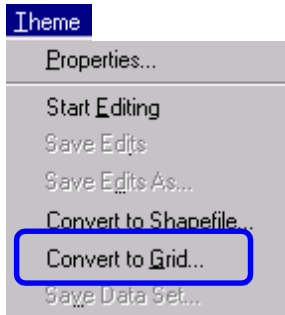 Theme
Properties...
Start Editing
Save Edits
Save Edits As...
Convert to Shapefile...
Convert to Grid...
Save Data Set...